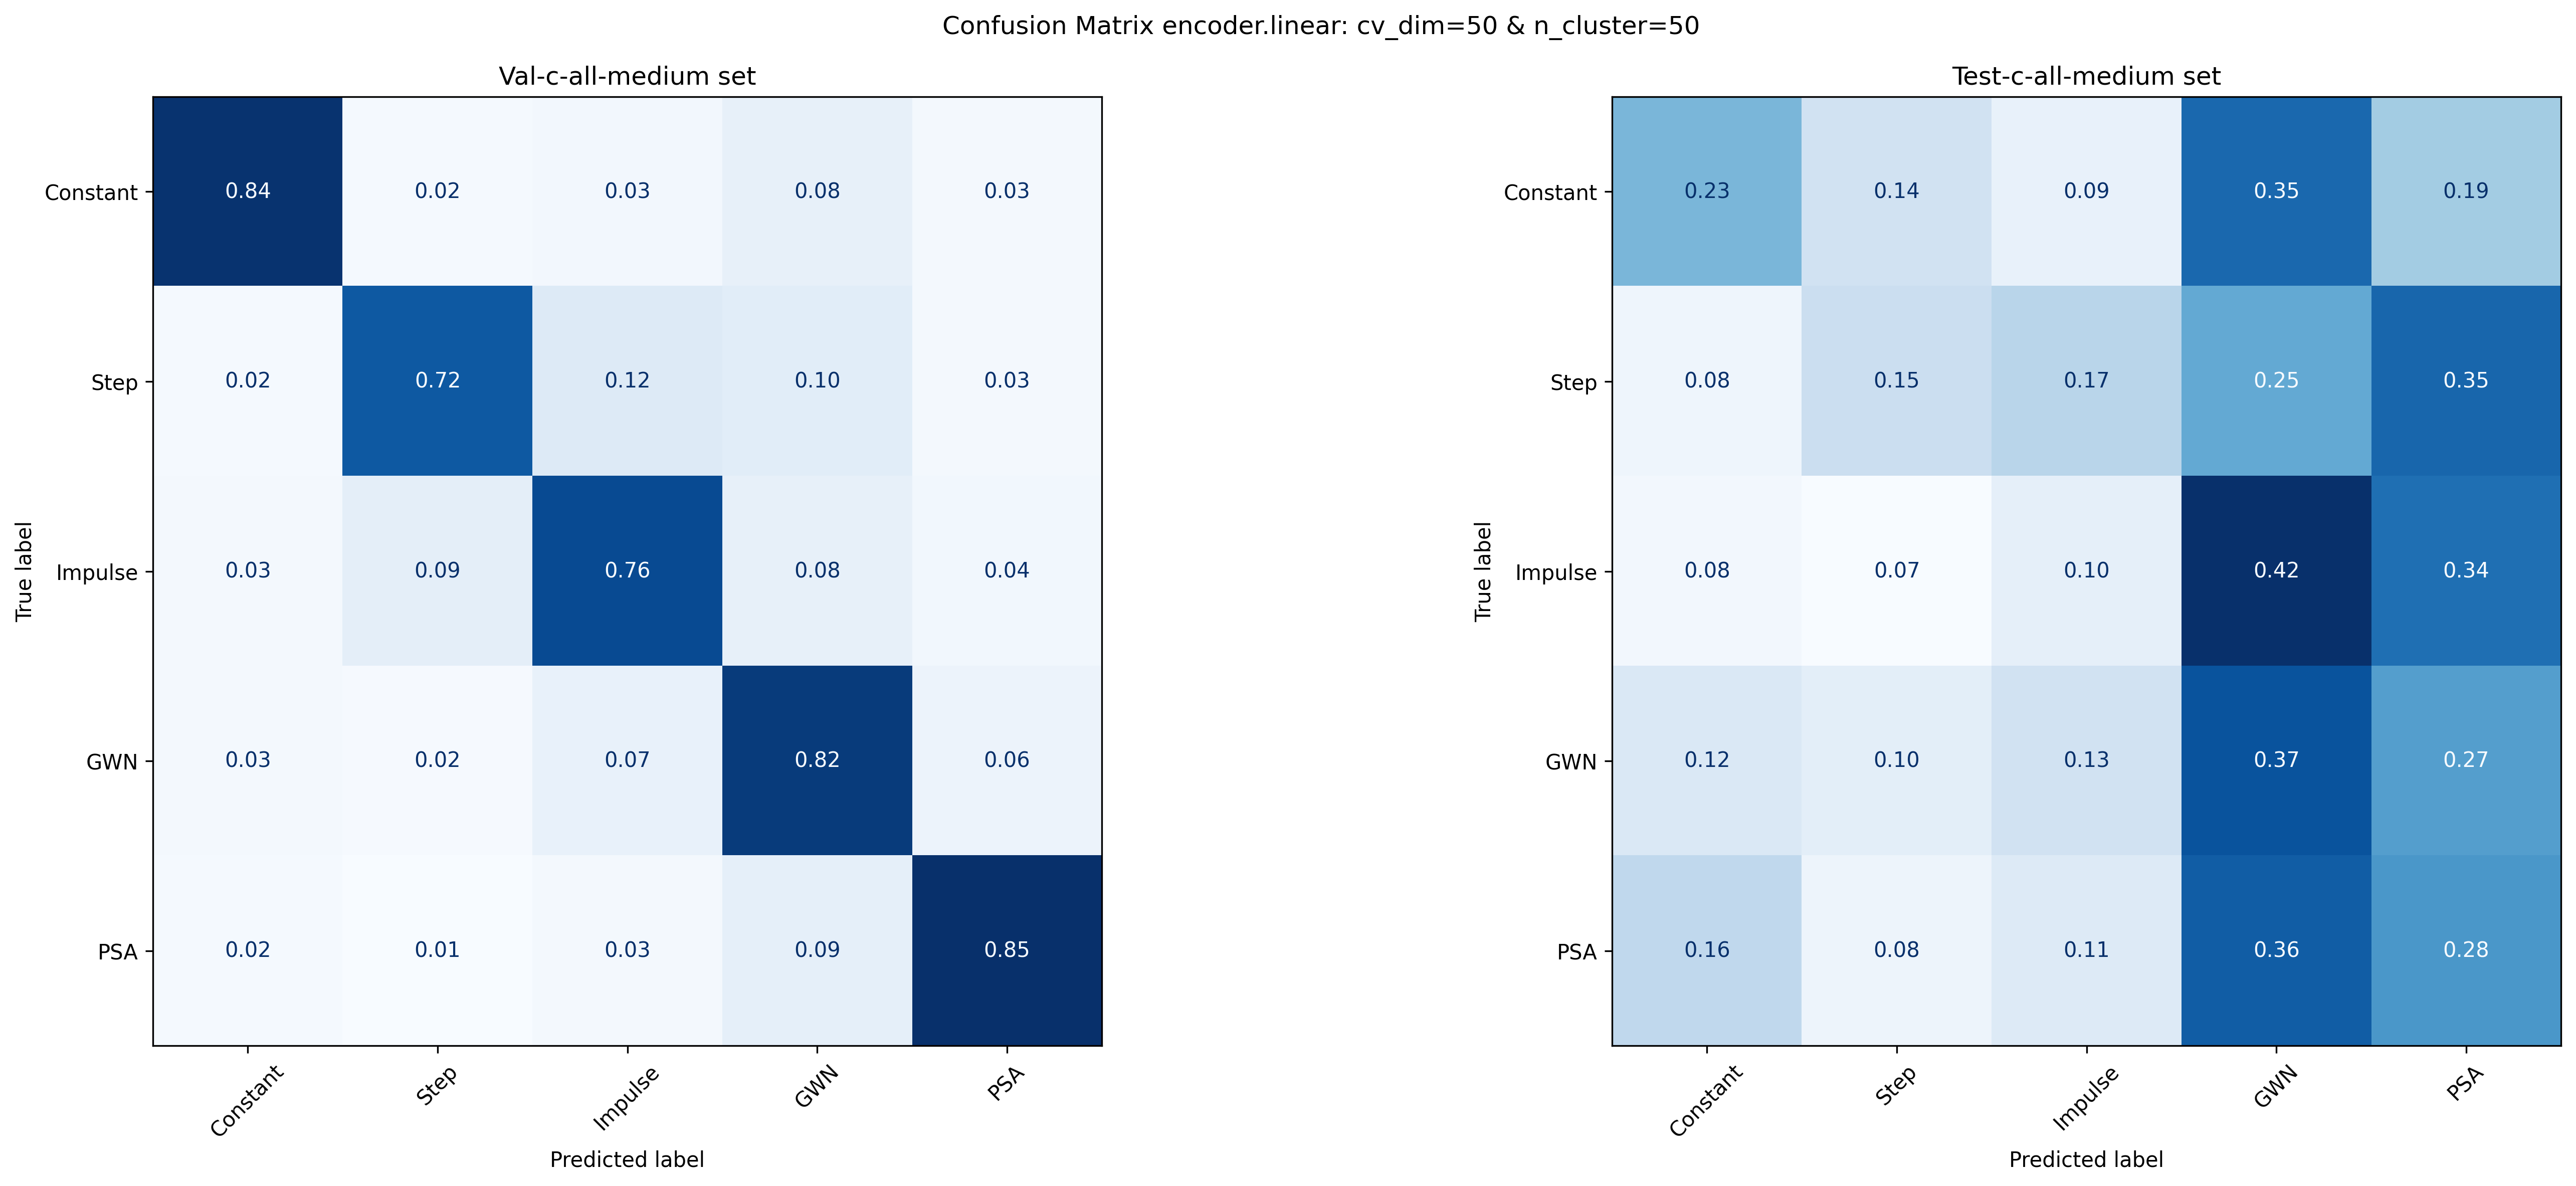 Confusion Matrix encoder.linear: cv_dim=50 & n_cluster=50
Val-c-all-medium set
Constant 0.84 0.02 0.03 0.08 0.03
Step 0.02 0.72 0.12 0.10 0.03
Impulse 0.03 0.09 0.76 0.08 0.04
GWN 0.03 0.02 0.07 0.82 0.06
PSA 0.02 0.01 0.03 0.09 0.85
True label
Constant Step Impulse GWN PSA
Predicted label
Test-c-all-medium set
Constant 0.23 0.14 0.09 0.35 0.19
Step 0.08 0.15 0.17 0.25 0.35
Impulse 0.08 0.07 0.10 0.42 0.34
GWN 0.12 0.10 0.13 0.37 0.27
PSA 0.16 0.08 0.11 0.36 0.28
True label
Constant Step Impulse GWN PSA
Predicted label